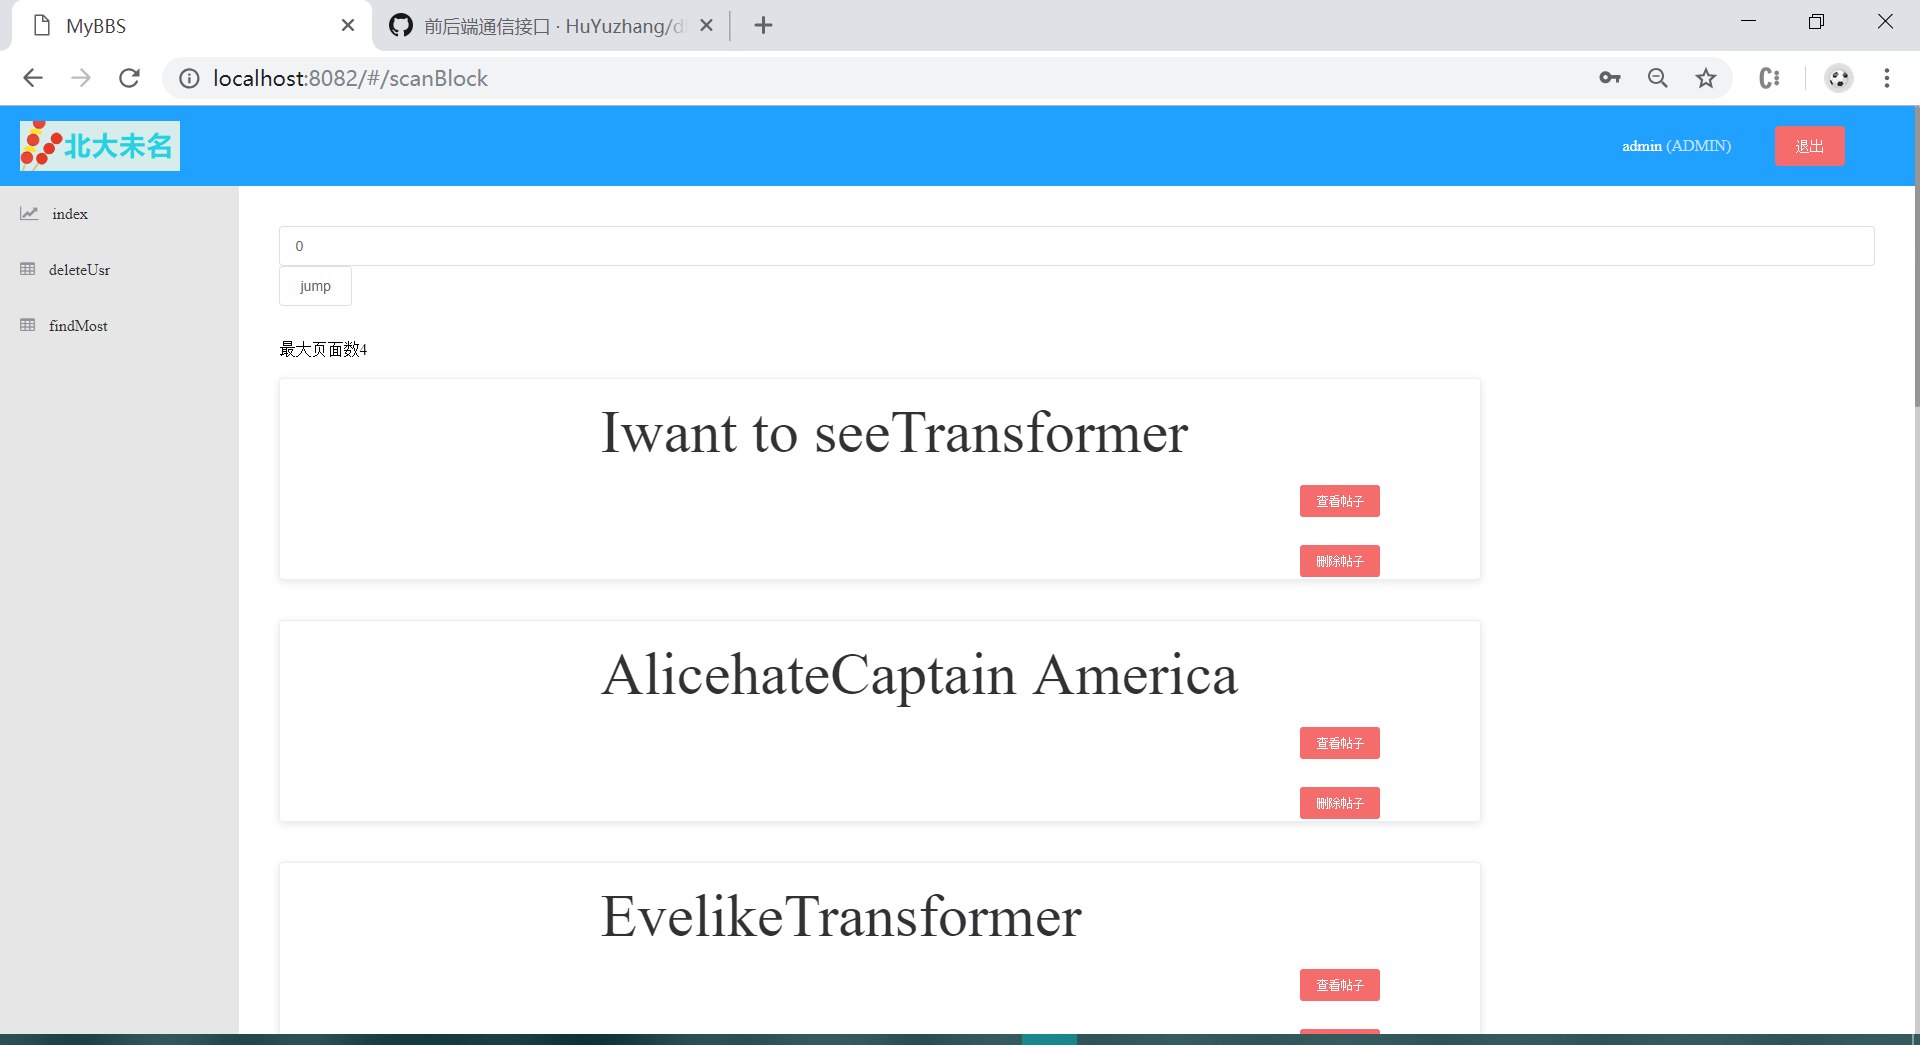 MyBBS
前后端通信接口 · HuYuzhang/d
localhost:8082/#/scanBlock
北大未名
admin (ADMIN)
退出
index
deleteUsr
findMost
0
jump
最大页面数4
Iwant to seeTransformer
查看帖子
删除帖子
AlicehateCaptain America
查看帖子
删除帖子
EvelikeTransformer
查看帖子